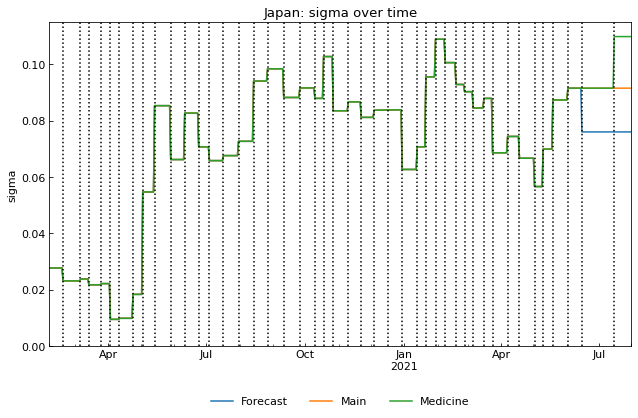 Japan: sigma over time
sigma
0.10
0.08
0.06
0.04
0.02
0.00
Apr
Jul
Oct
Jan
2021
Apr
Jul
Forecast
Main
Medicine